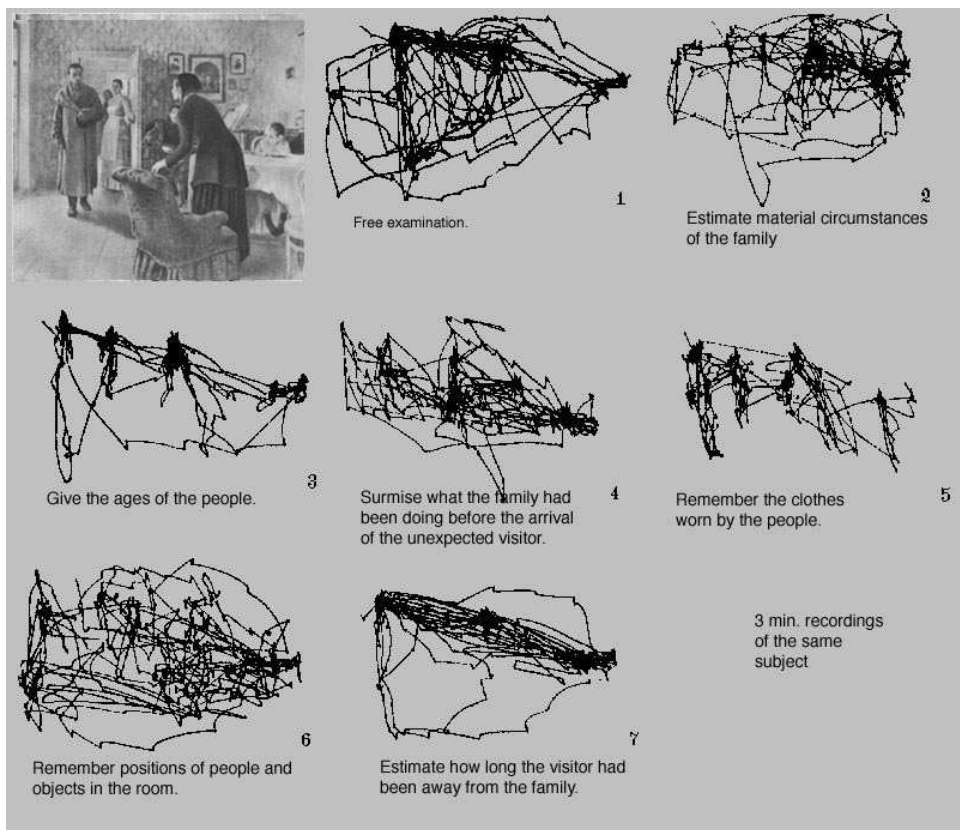 1
Free examination.
2
Estimate material circumstances
of the family
3
Give the ages of the people.
4
Surmise what the family had
been doing before the arrival
of the unexpected visitor.
5
Remember the clothes
worn by the people.
6
Remember positions of people and
objects in the room.
7
Estimate how long the visitor had
been away from the family.
3 min. recordings
of the same
subject